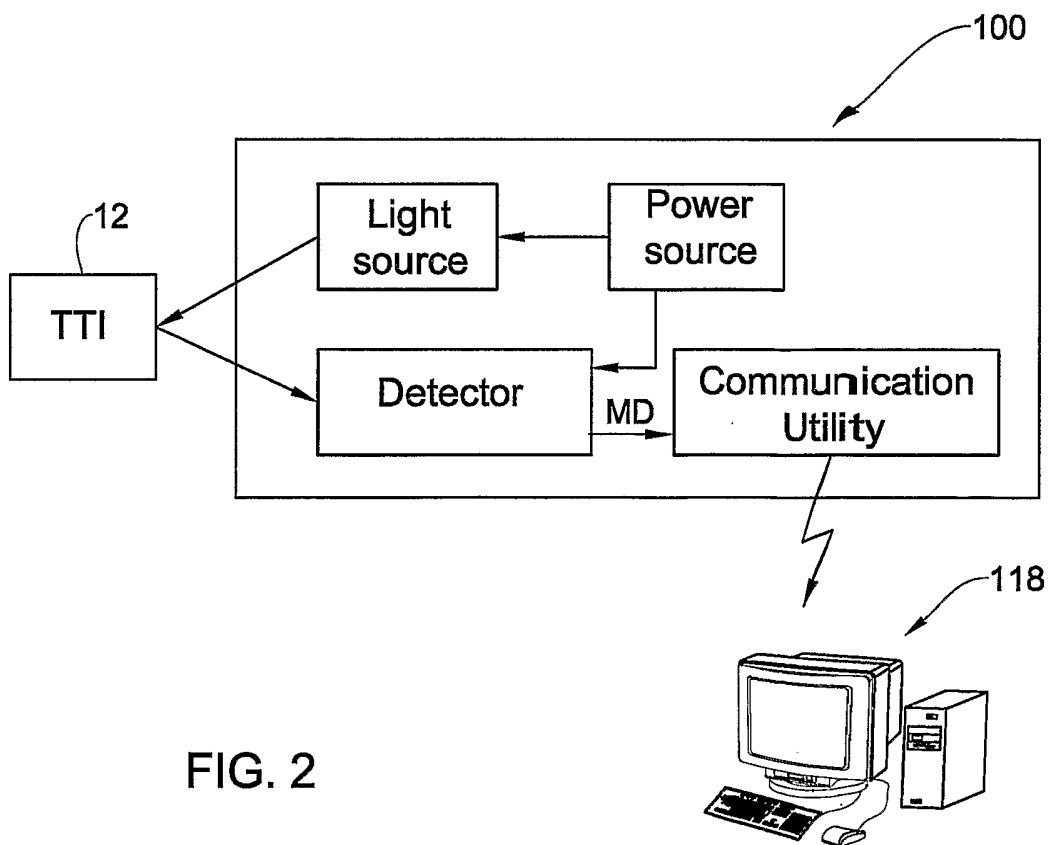 100
12
Light
source
Power
source
TTI
Detector
MD
Communication
Utility
118
FIG. 2